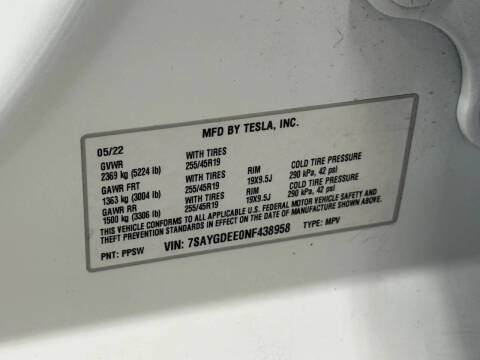 MFD BY TESLA, INC.
05/22
GVWR WITH TIRES
2369 kg (5224 lb) 255/45R19 RIM COLD TIRE PRESSURE
GAWR FRT WITH TIRES 19X9.5J 290 kPa, 42 psi
1363 kg (3004 lb) 255/45R19
GAWR RR WITH TIRES RIM COLD TIRE PRESSURE
1500 kg (3306 lb) 255/45R19 19X9.5J 290 kPa, 42 psi
THIS VEHICLE CONFORMS TO ALL APPLICABLE U.S. FEDERAL MOTOR VEHICLE SAFETY AND
THEFT PREVENTION STANDARDS IN EFFECT ON THE DATE OF MANUFACTURE SHOWN ABOVE.
PNT: PPSW VIN: 7SAYGDEE0NF438958 TYPE: MPV